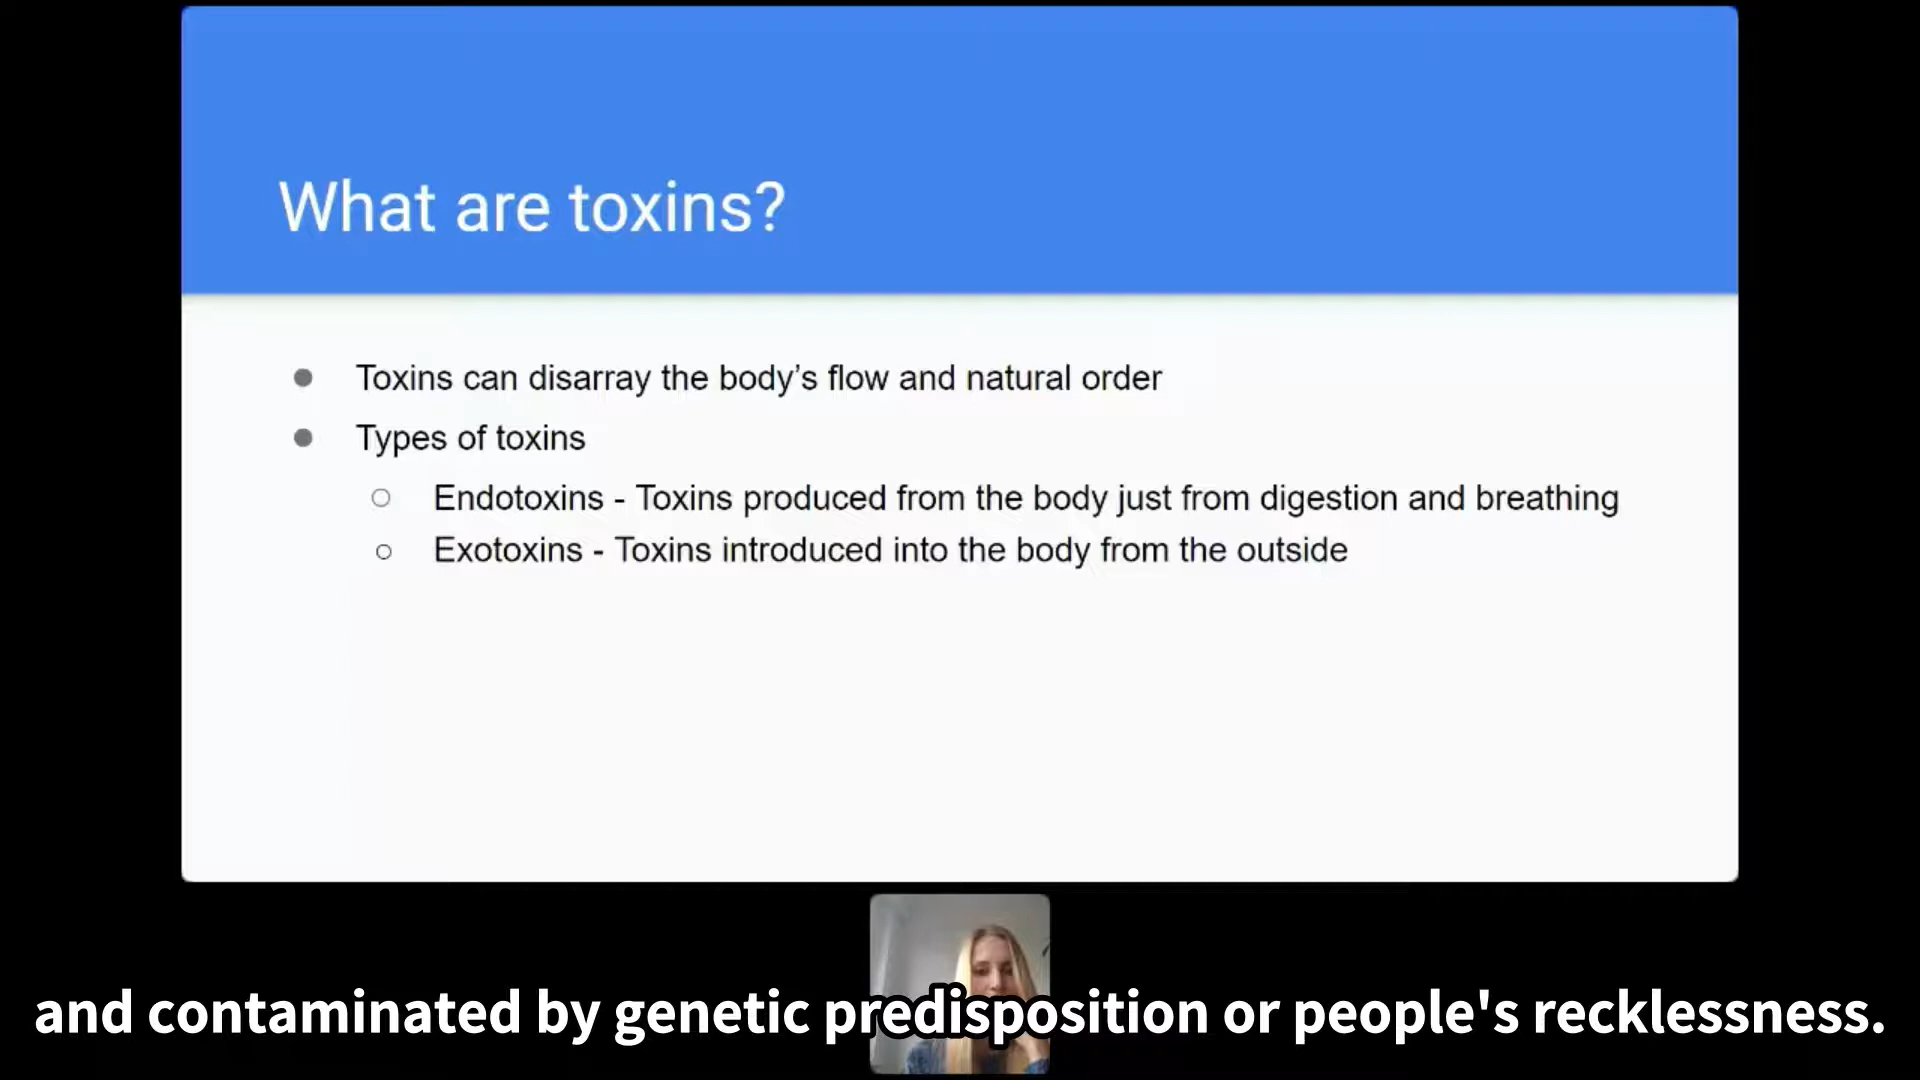 What are toxins?
Toxins can disarray the body’s flow and natural order
Types of toxins
Endotoxins - Toxins produced from the body just from digestion and breathing
Exotoxins - Toxins introduced into the body from the outside
and contaminated by genetic predisposition or people's recklessness.